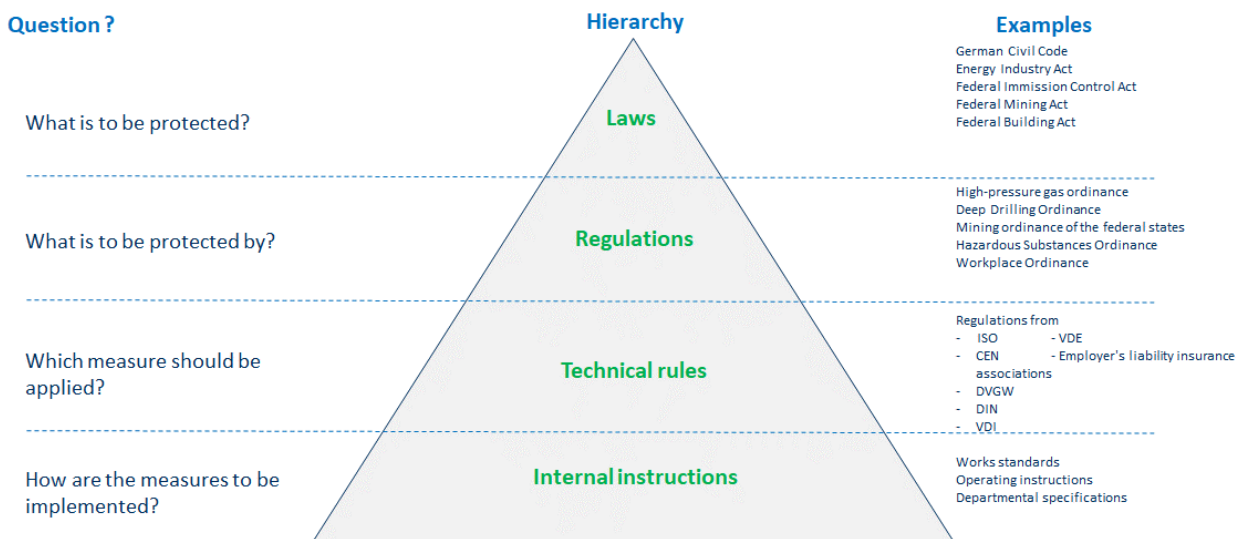 Question ?
Hierarchy
Examples
What is to be protected?
Laws
German Civil Code
Energy Industry Act
Federal Immission Control Act
Federal Mining Act
Federal Building Act
What is to be protected by?
Regulations
High-pressure gas ordinance
Deep Drilling Ordinance
Mining ordinance of the federal states
Hazardous Substances Ordinance
Workplace Ordinance
Which measure should be
applied?
Technical rules
Regulations from
- ISO - VDE
- CEN - Employer's liability insurance
associations
- DVGW
- DIN
- VDI
How are the measures to be
implemented?
Internal instructions
Works standards
Operating instructions
Departmental specifications